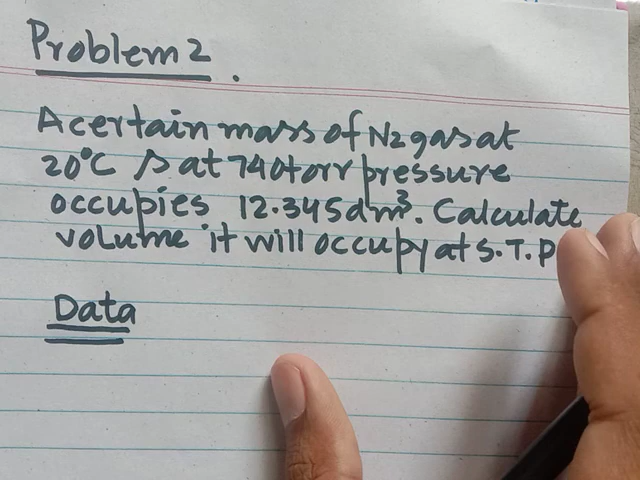 Problem 2.
A certain mass of N2 gas at
20°C & at 740 torr pressure
occupies 12.345 dm³. Calculate
volume it will occupy at S.T.P
Data